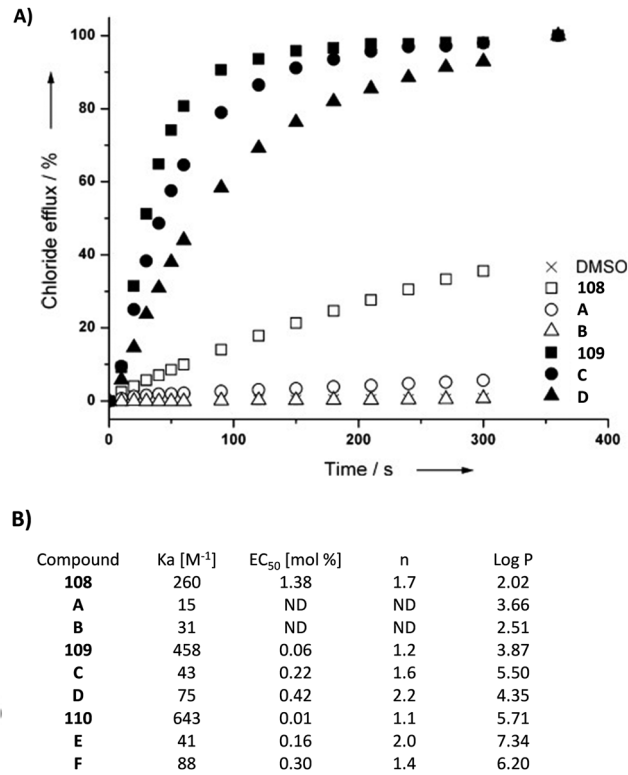 A)
Chloride efflux / %
100
80
60
40
20
0
0 100 200 300 400
Time / s
DMSO
108
A
B
109
C
D
B)
Compound Ka [M⁻¹] EC₅₀ [mol %] n Log P
108 260 1.38 1.7 2.02
A 15 ND ND 3.66
B 31 ND ND 2.51
109 458 0.06 1.2 3.87
C 43 0.22 1.6 5.50
D 75 0.42 2.2 4.35
110 643 0.01 1.1 5.71
E 41 0.16 2.0 7.34
F 88 0.30 1.4 6.20